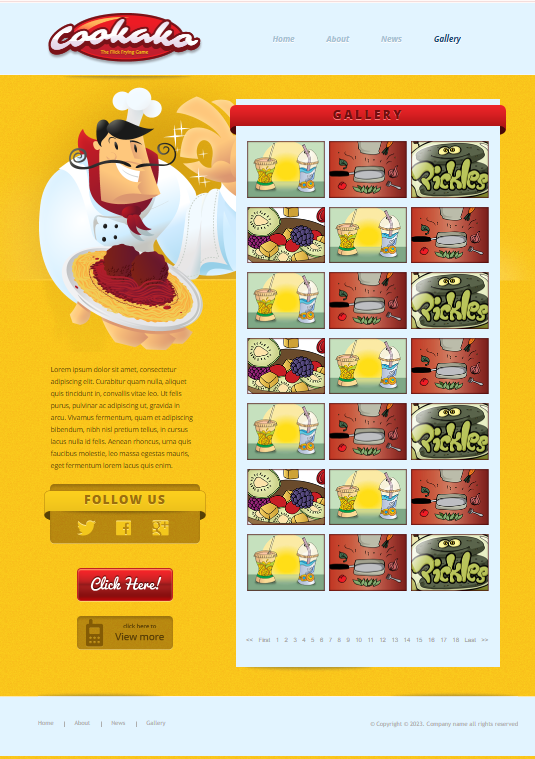 Cookako
The Flick Frying Game
Home About News Gallery
GALLERY
Pickles
Pickles
Pickles
Pickles
Lorem ipsum dolor sit amet, consectetur
adipiscing elit. Curabitur quam nulla, aliquet
quis tincidunt in, convallis vitae leo. Ut felis
purus, pulvinar ac adipiscing ut, gravida in
arcu. Vivamus fermentum, quam et adipiscing
bibendum, nibh nisl pretium tellus, in cursus
lacus nulla id felis. Aenean rhoncus, urna quis
faucibus molestie, leo massa egestas mauris,
eget fermentum lorem lacus quis enim.
FOLLOW US
Click Here!
click here to
View more
<< First 1 2 3 4 5 6 7 8 9 10 11 12 13 14 15 16 17 18 Last >>
Home | About | News | Gallery
© Copyright © 2013. Company name all rights reserved